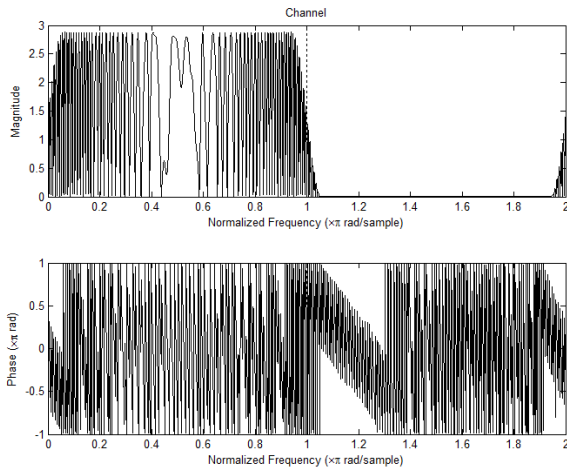 Channel
3
2.5
2
1.5
1
0.5
0
Magnitude
0 0.2 0.4 0.6 0.8 1 1.2 1.4 1.6 1.8 2
Normalized Frequency (×π rad/sample)
1
0.5
0
-0.5
-1
Phase (×π rad)
0 0.2 0.4 0.6 0.8 1 1.2 1.4 1.6 1.8 2
Normalized Frequency (×π rad/sample)